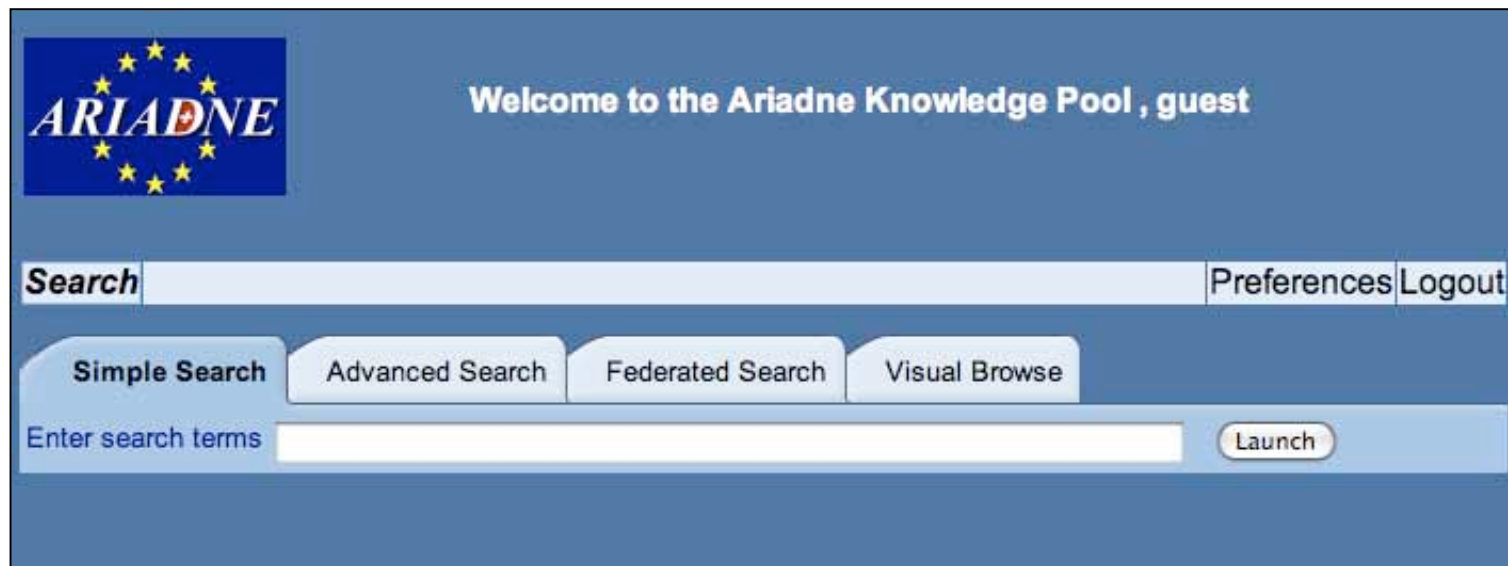 ARIADNE
Welcome to the Ariadne Knowledge Pool , guest
Search Preferences Logout
Simple Search Advanced Search Federated Search Visual Browse
Enter search terms Launch